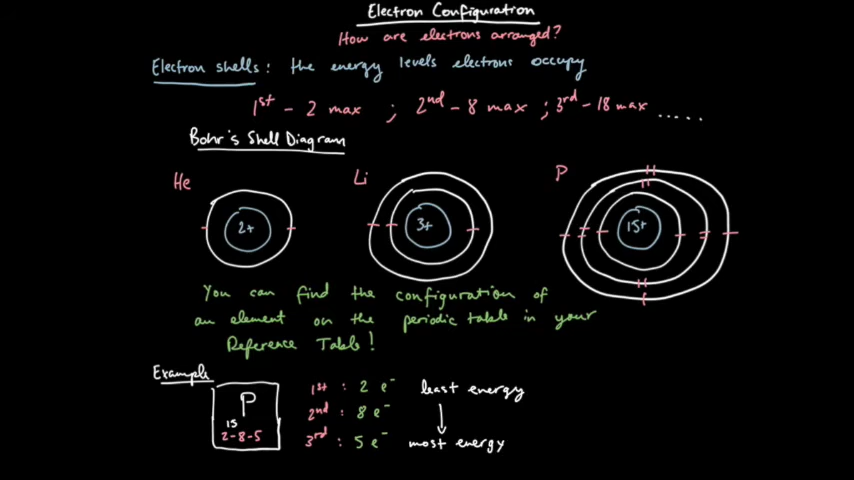 Electron Configuration
How are electrons arranged?
Electron shells: the energy levels electrons occupy
1st - 2 max ; 2nd - 8 max ; 3rd - 18 max .....
Bohr's Shell Diagram
He Li P
2+ 3+ 15+
You can find the configuration of
an element on the periodic table in your
Reference Table!
Example
P
15
2-8-5
1st : 2 e⁻ least energy
2nd : 8 e⁻
3rd : 5 e⁻ most energy